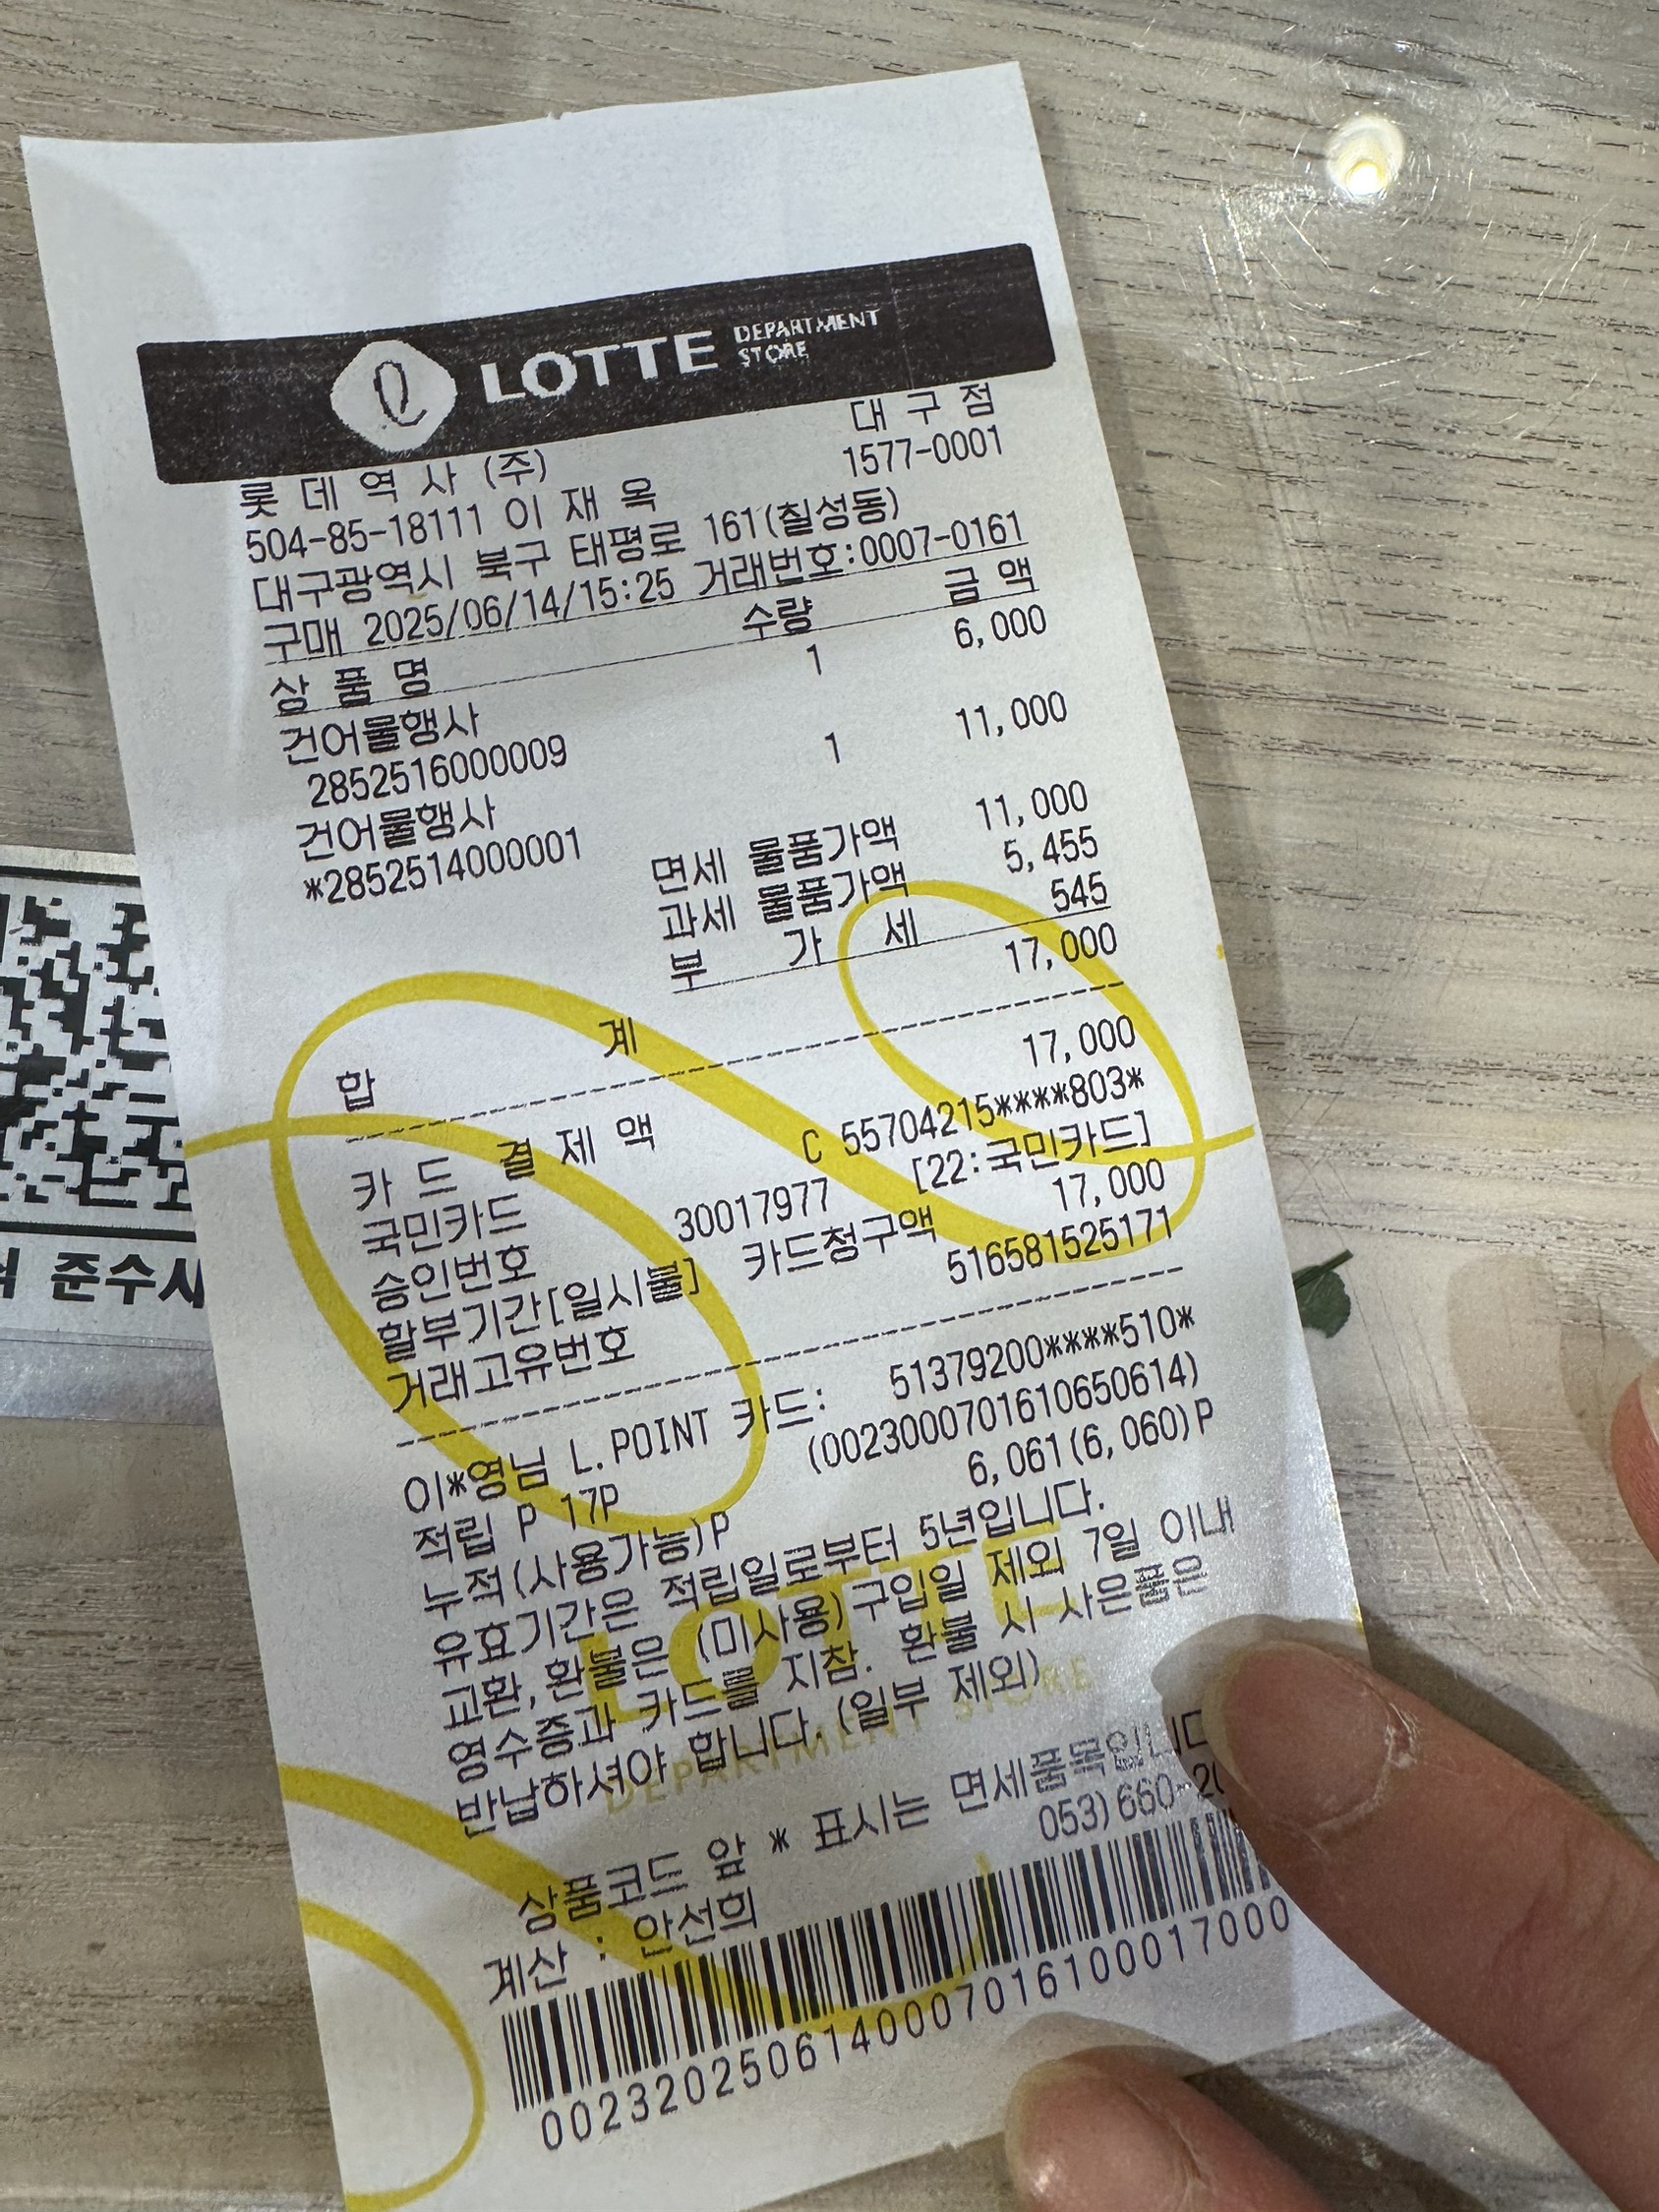 LOTTE DEPARTMENT STORE
대 구 점
롯 데 역 사 (주) 1577-0001
504-85-18111 이 재 옥
대구광역시 북구 태평로 161(칠성동)
구매 2025/06/14/15:25 거래번호:0007-0161
상 품 명 수량 금 액
건어물행사 1 6,000
2852516000009
건어물행사 1 11,000
*2852514000001
면세 물품가액 11,000
과세 물품가액 5,455
부 가 세 545
합 계 17,000
카 드 결 제 액 17,000
국민카드 C 55704215****803*
승인번호 30017977 [22:국민카드]
할부기간[일시불] 카드청구액 17,000
거래고유번호 516581525171
이*영님 L.POINT 카드: 51379200****510*
적립 P 17P (0023000701610650614)
누적(사용가능)P 6,061(6,060)P
유효기간은 적립일로부터 5년입니다.
교환,환불은 (미사용)구입일 제외 7일 이내
영수증과 카드를 지참. 환불 시 사은품은
반납하셔야 합니다.(일부 제외)
LOTTE
DEPARTMENT STORE
상품코드 앞 * 표시는 면세품목입니다
계산 : 안선희 053)660-2
0023202506140007016100017000
준수사